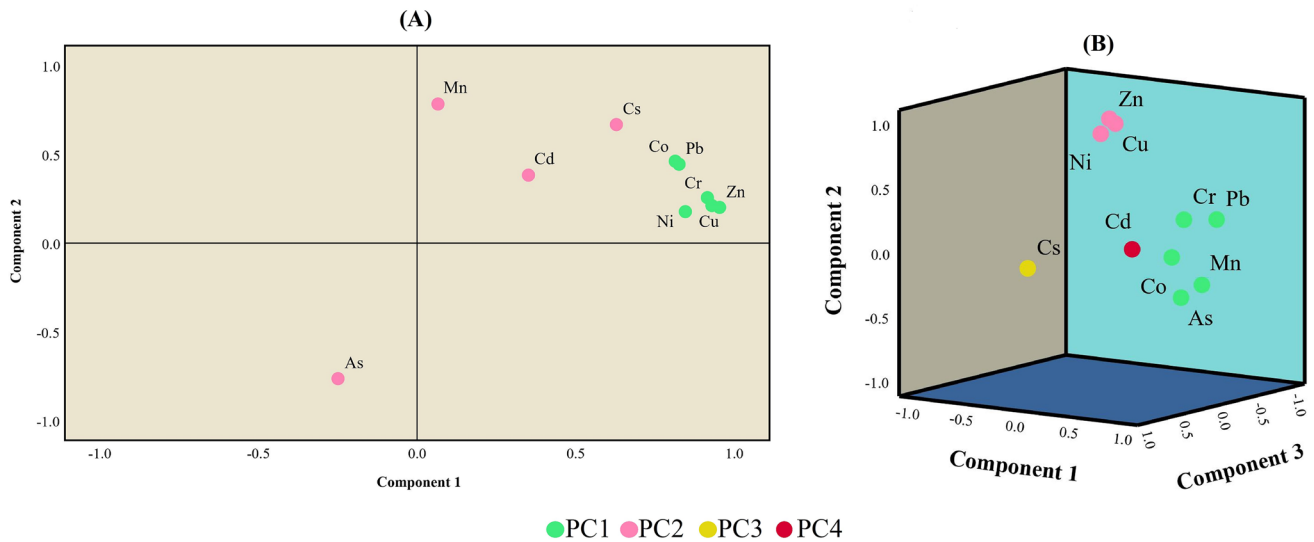 (A)
1.0
0.5
0.0
-0.5
-1.0
Component 2
Mn
Cs
Cd
Co Pb
Cr
Zn
Ni Cu
As
-1.0 -0.5 0.0 0.5 1.0
Component 1
(B)
1.0
0.5
0.0
-0.5
-1.0
Component 2
Zn
Cu
Ni
Cr Pb
Cd
Cs
Mn
Co
As
-1.0 -0.5 0.0 0.5 1.0
Component 1
1.0 0.5 0.0 -0.5 -1.0
Component 3
PC1 PC2 PC3 PC4